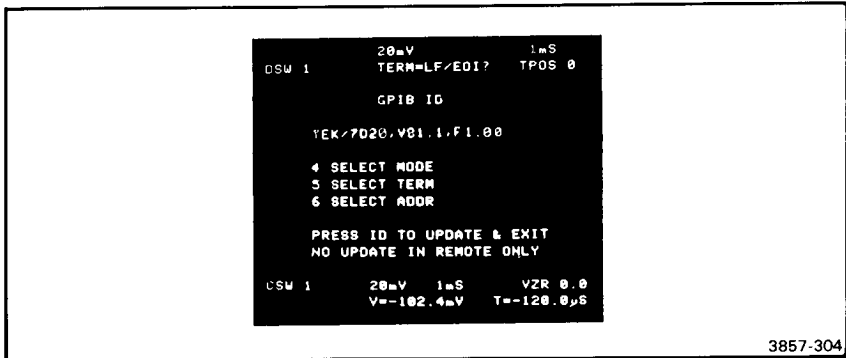 20mV 1mS
DSW 1 TERM=LF/EOI? TPOS 0
GPIB ID
TEK/7D20,V81.1,F1.00
4 SELECT MODE
5 SELECT TERM
6 SELECT ADDR
PRESS ID TO UPDATE & EXIT
NO UPDATE IN REMOTE ONLY
CSW 1 20mV 1mS VZR 0.0
V=-102.4mV T=-120.0µS
3857-304